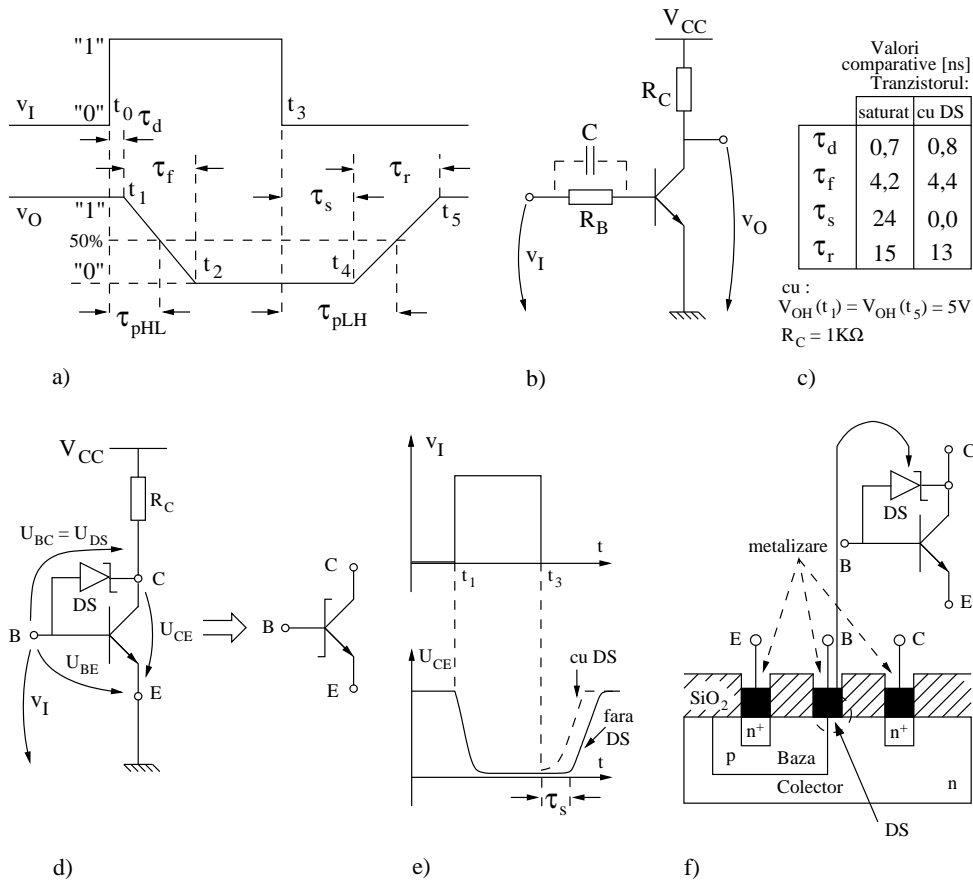 "1"
v_I
"0"
t_0
t_3
τ_d
τ_f
τ_s
τ_r
v_O
"1"
t_1
t_5
50%
"0"
t_2
t_4
τ_pHL
τ_pLH
a)
V_CC
R_C
C
R_B
v_I
v_O
b)
Valori
comparative [ns]
Tranzistorul:
saturat cu DS
τ_d 0,7 0,8
τ_f 4,2 4,4
τ_s 24 0,0
τ_r 15 13
cu :
V_OH (t_1) = V_OH (t_5) = 5V
R_C = 1KΩ
c)
V_CC
R_C
U_BC = U_DS
C
DS
B
U_CE
U_BE
E
v_I
C
B
E
d)
v_I
t
t_1
t_3
U_CE
cu DS
fara
DS
t
τ_s
e)
C
DS
metalizare
B
E
E
B
C
SiO_2
n^+
n^+
p
Baza
Colector
n
DS
f)